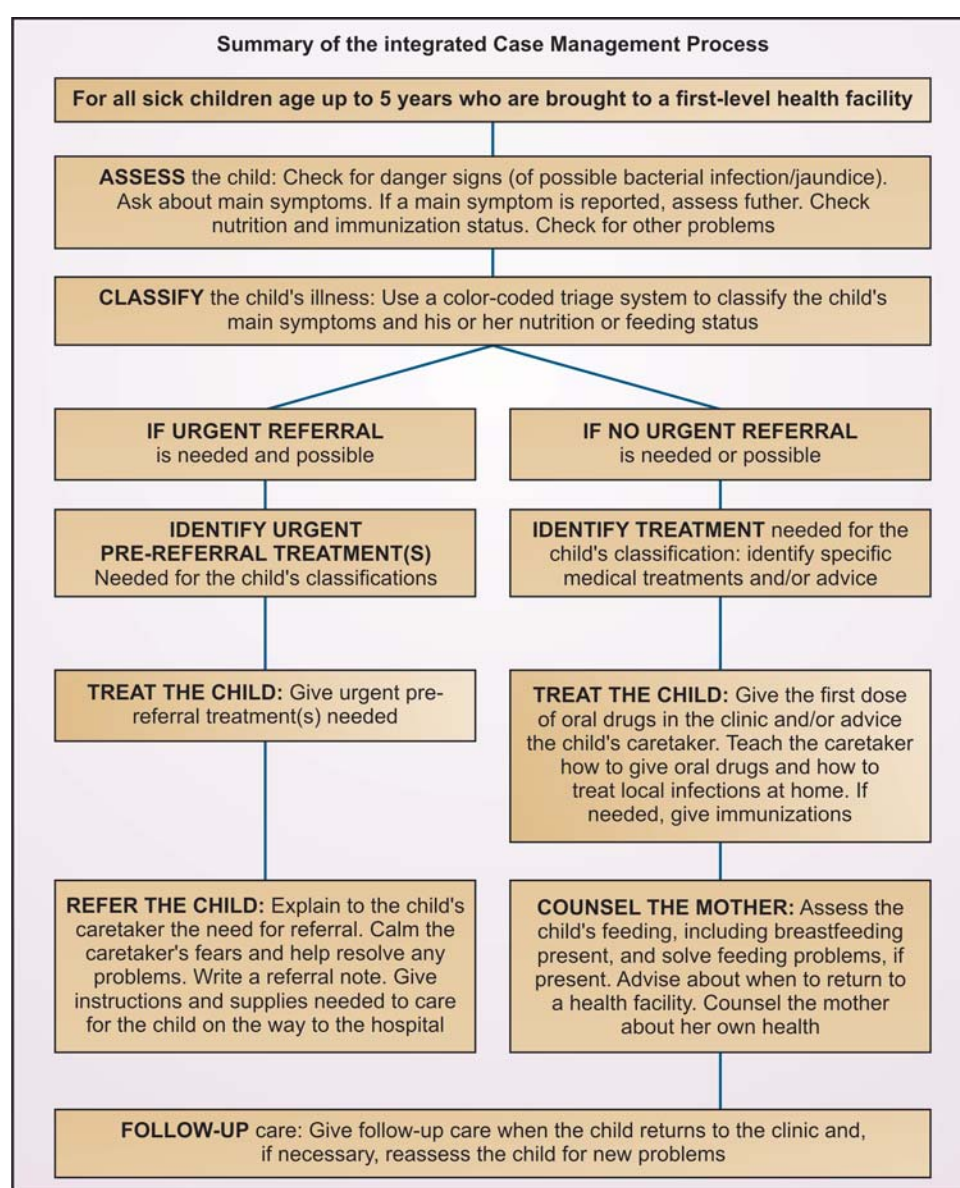 Summary of the integrated Case Management Process
For all sick children age up to 5 years who are brought to a first-level health facility
ASSESS the child: Check for danger signs (of possible bacterial infection/jaundice).
Ask about main symptoms. If a main symptom is reported, assess futher. Check
nutrition and immunization status. Check for other problems
CLASSIFY the child's illness: Use a color-coded triage system to classify the child's
main symptoms and his or her nutrition or feeding status
IF URGENT REFERRAL
is needed and possible
IDENTIFY URGENT
PRE-REFERRAL TREATMENT(S)
Needed for the child's classifications
TREAT THE CHILD: Give urgent pre-
referral treatment(s) needed
REFER THE CHILD: Explain to the child's
caretaker the need for referral. Calm the
caretaker's fears and help resolve any
problems. Write a referral note. Give
instructions and supplies needed to care
for the child on the way to the hospital
IF NO URGENT REFERRAL
is needed or possible
IDENTIFY TREATMENT needed for the
child's classification: identify specific
medical treatments and/or advice
TREAT THE CHILD: Give the first dose
of oral drugs in the clinic and/or advice
the child's caretaker. Teach the caretaker
how to give oral drugs and how to
treat local infections at home. If
needed, give immunizations
COUNSEL THE MOTHER: Assess the
child's feeding, including breastfeeding
present, and solve feeding problems, if
present. Advise about when to return to
a health facility. Counsel the mother
about her own health
FOLLOW-UP care: Give follow-up care when the child returns to the clinic and,
if necessary, reassess the child for new problems